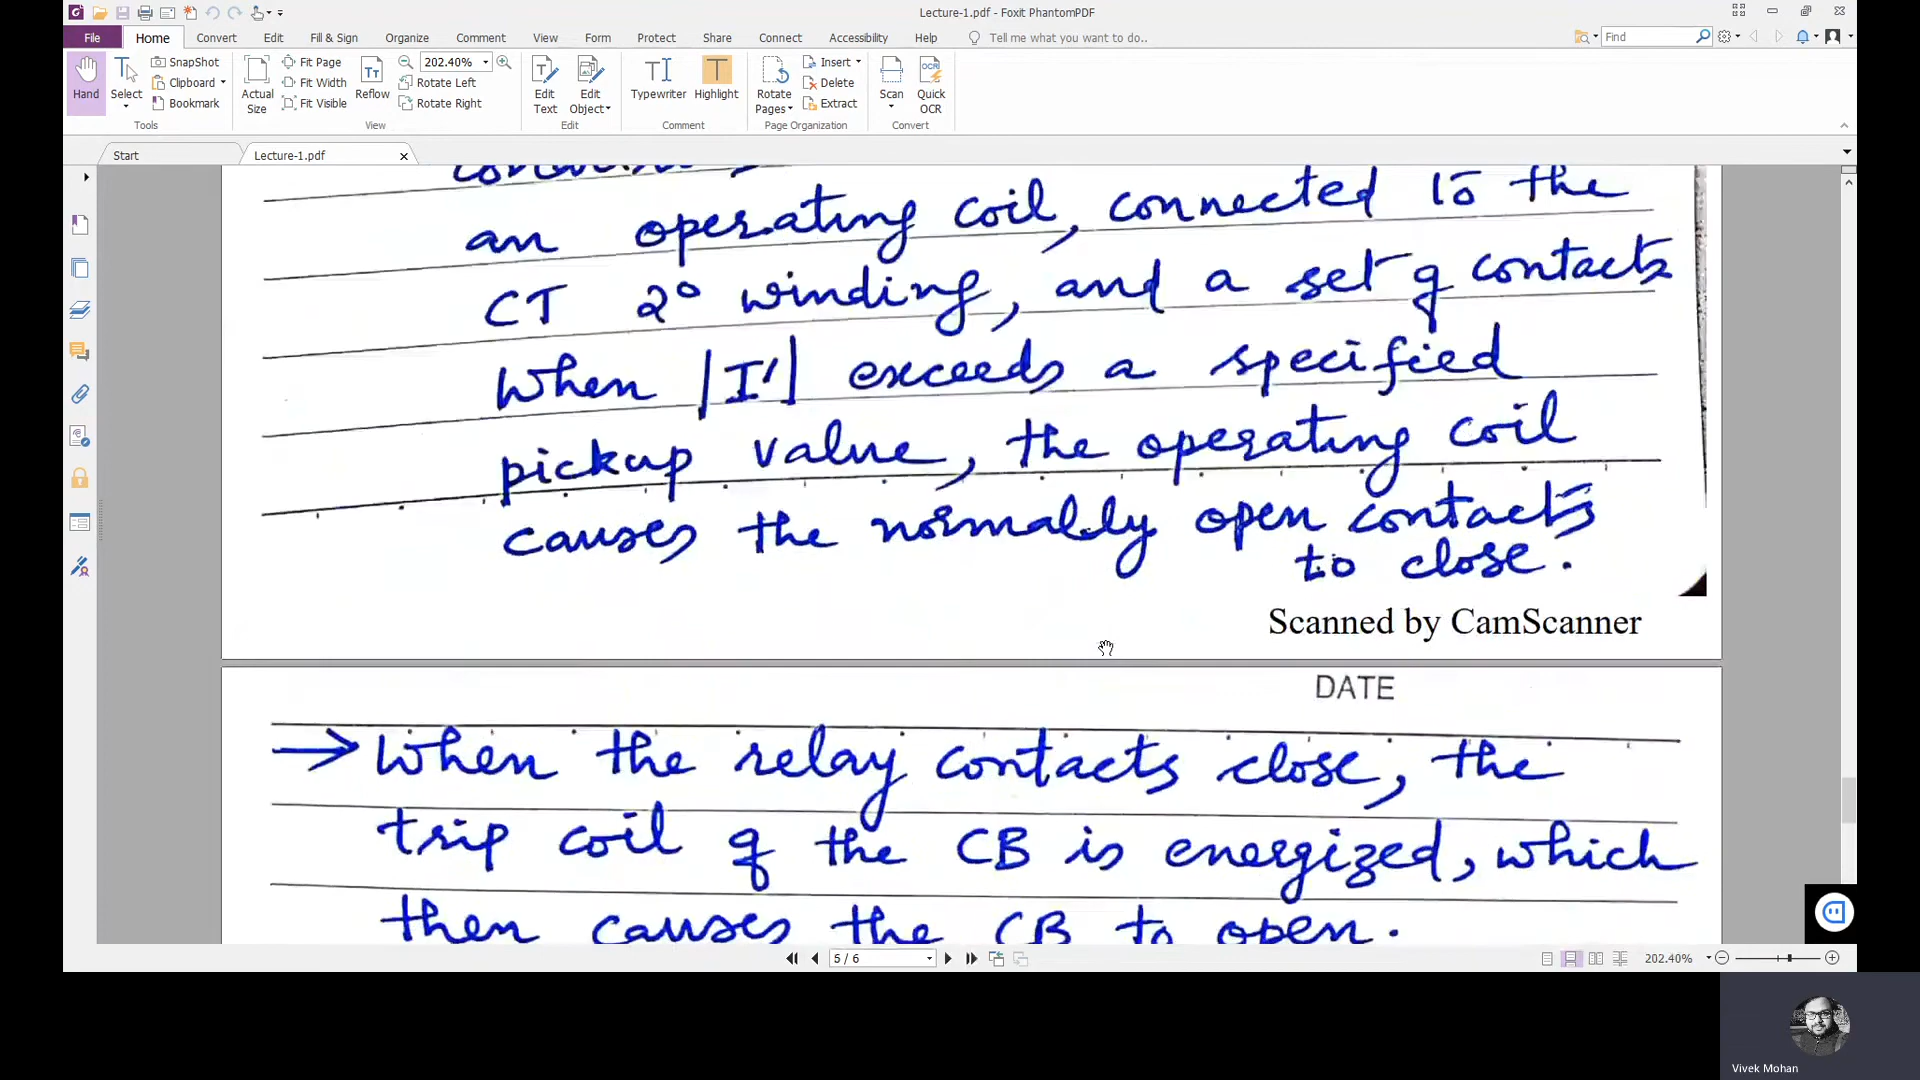 Lecture-1.pdf - Foxit PhantomPDF
File Home Convert Edit Fill & Sign Organize Comment View Form Protect Share Connect Accessibility Help Tell me what you want to do.. Find
Hand Select SnapShot Clipboard Bookmark Actual Size Fit Page Fit Width Fit Visible Reflow 202.40% Rotate Left Rotate Right Edit Text Edit Object Typewriter Highlight Rotate Pages Insert Delete Extract Scan Quick OCR
Tools View Edit Comment Page Organization Convert
Start Lecture-1.pdf
an operating coil, connected to the
CT 2° winding, and a set of contacts
When |I'| exceeds a specified
pickup value, the operating coil
causes the normally open contacts
to close.
Scanned by CamScanner
DATE
→ When the relay contacts close, the
trip coil of the CB is energized, which
then causes the CB to open.
5 / 6 202.40%
Vivek Mohan